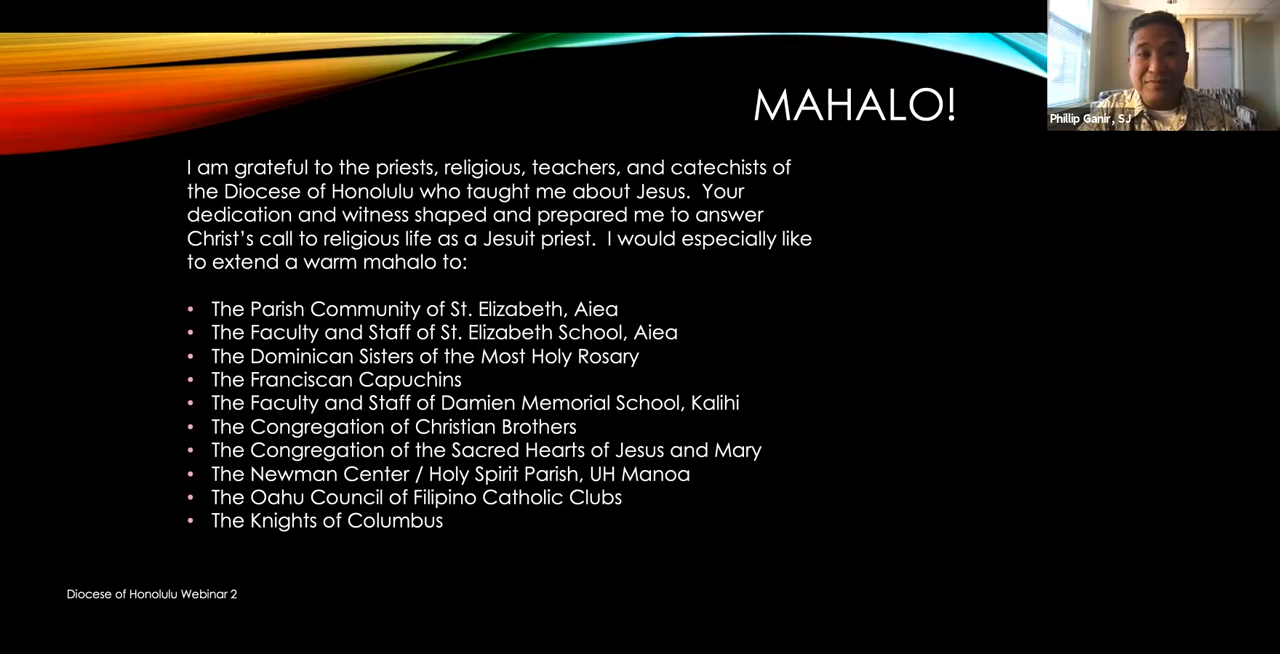 MAHALO!
Phillip Ganir, SJ
I am grateful to the priests, religious, teachers, and catechists of
the Diocese of Honolulu who taught me about Jesus.  Your
dedication and witness shaped and prepared me to answer
Christ's call to religious life as a Jesuit priest.  I would especially like
to extend a warm mahalo to:
• The Parish Community of St. Elizabeth, Aiea
• The Faculty and Staff of St. Elizabeth School, Aiea
• The Dominican Sisters of the Most Holy Rosary
• The Franciscan Capuchins
• The Faculty and Staff of Damien Memorial School, Kalihi
• The Congregation of Christian Brothers
• The Congregation of the Sacred Hearts of Jesus and Mary
• The Newman Center / Holy Spirit Parish, UH Manoa
• The Oahu Council of Filipino Catholic Clubs
• The Knights of Columbus
Diocese of Honolulu Webinar 2